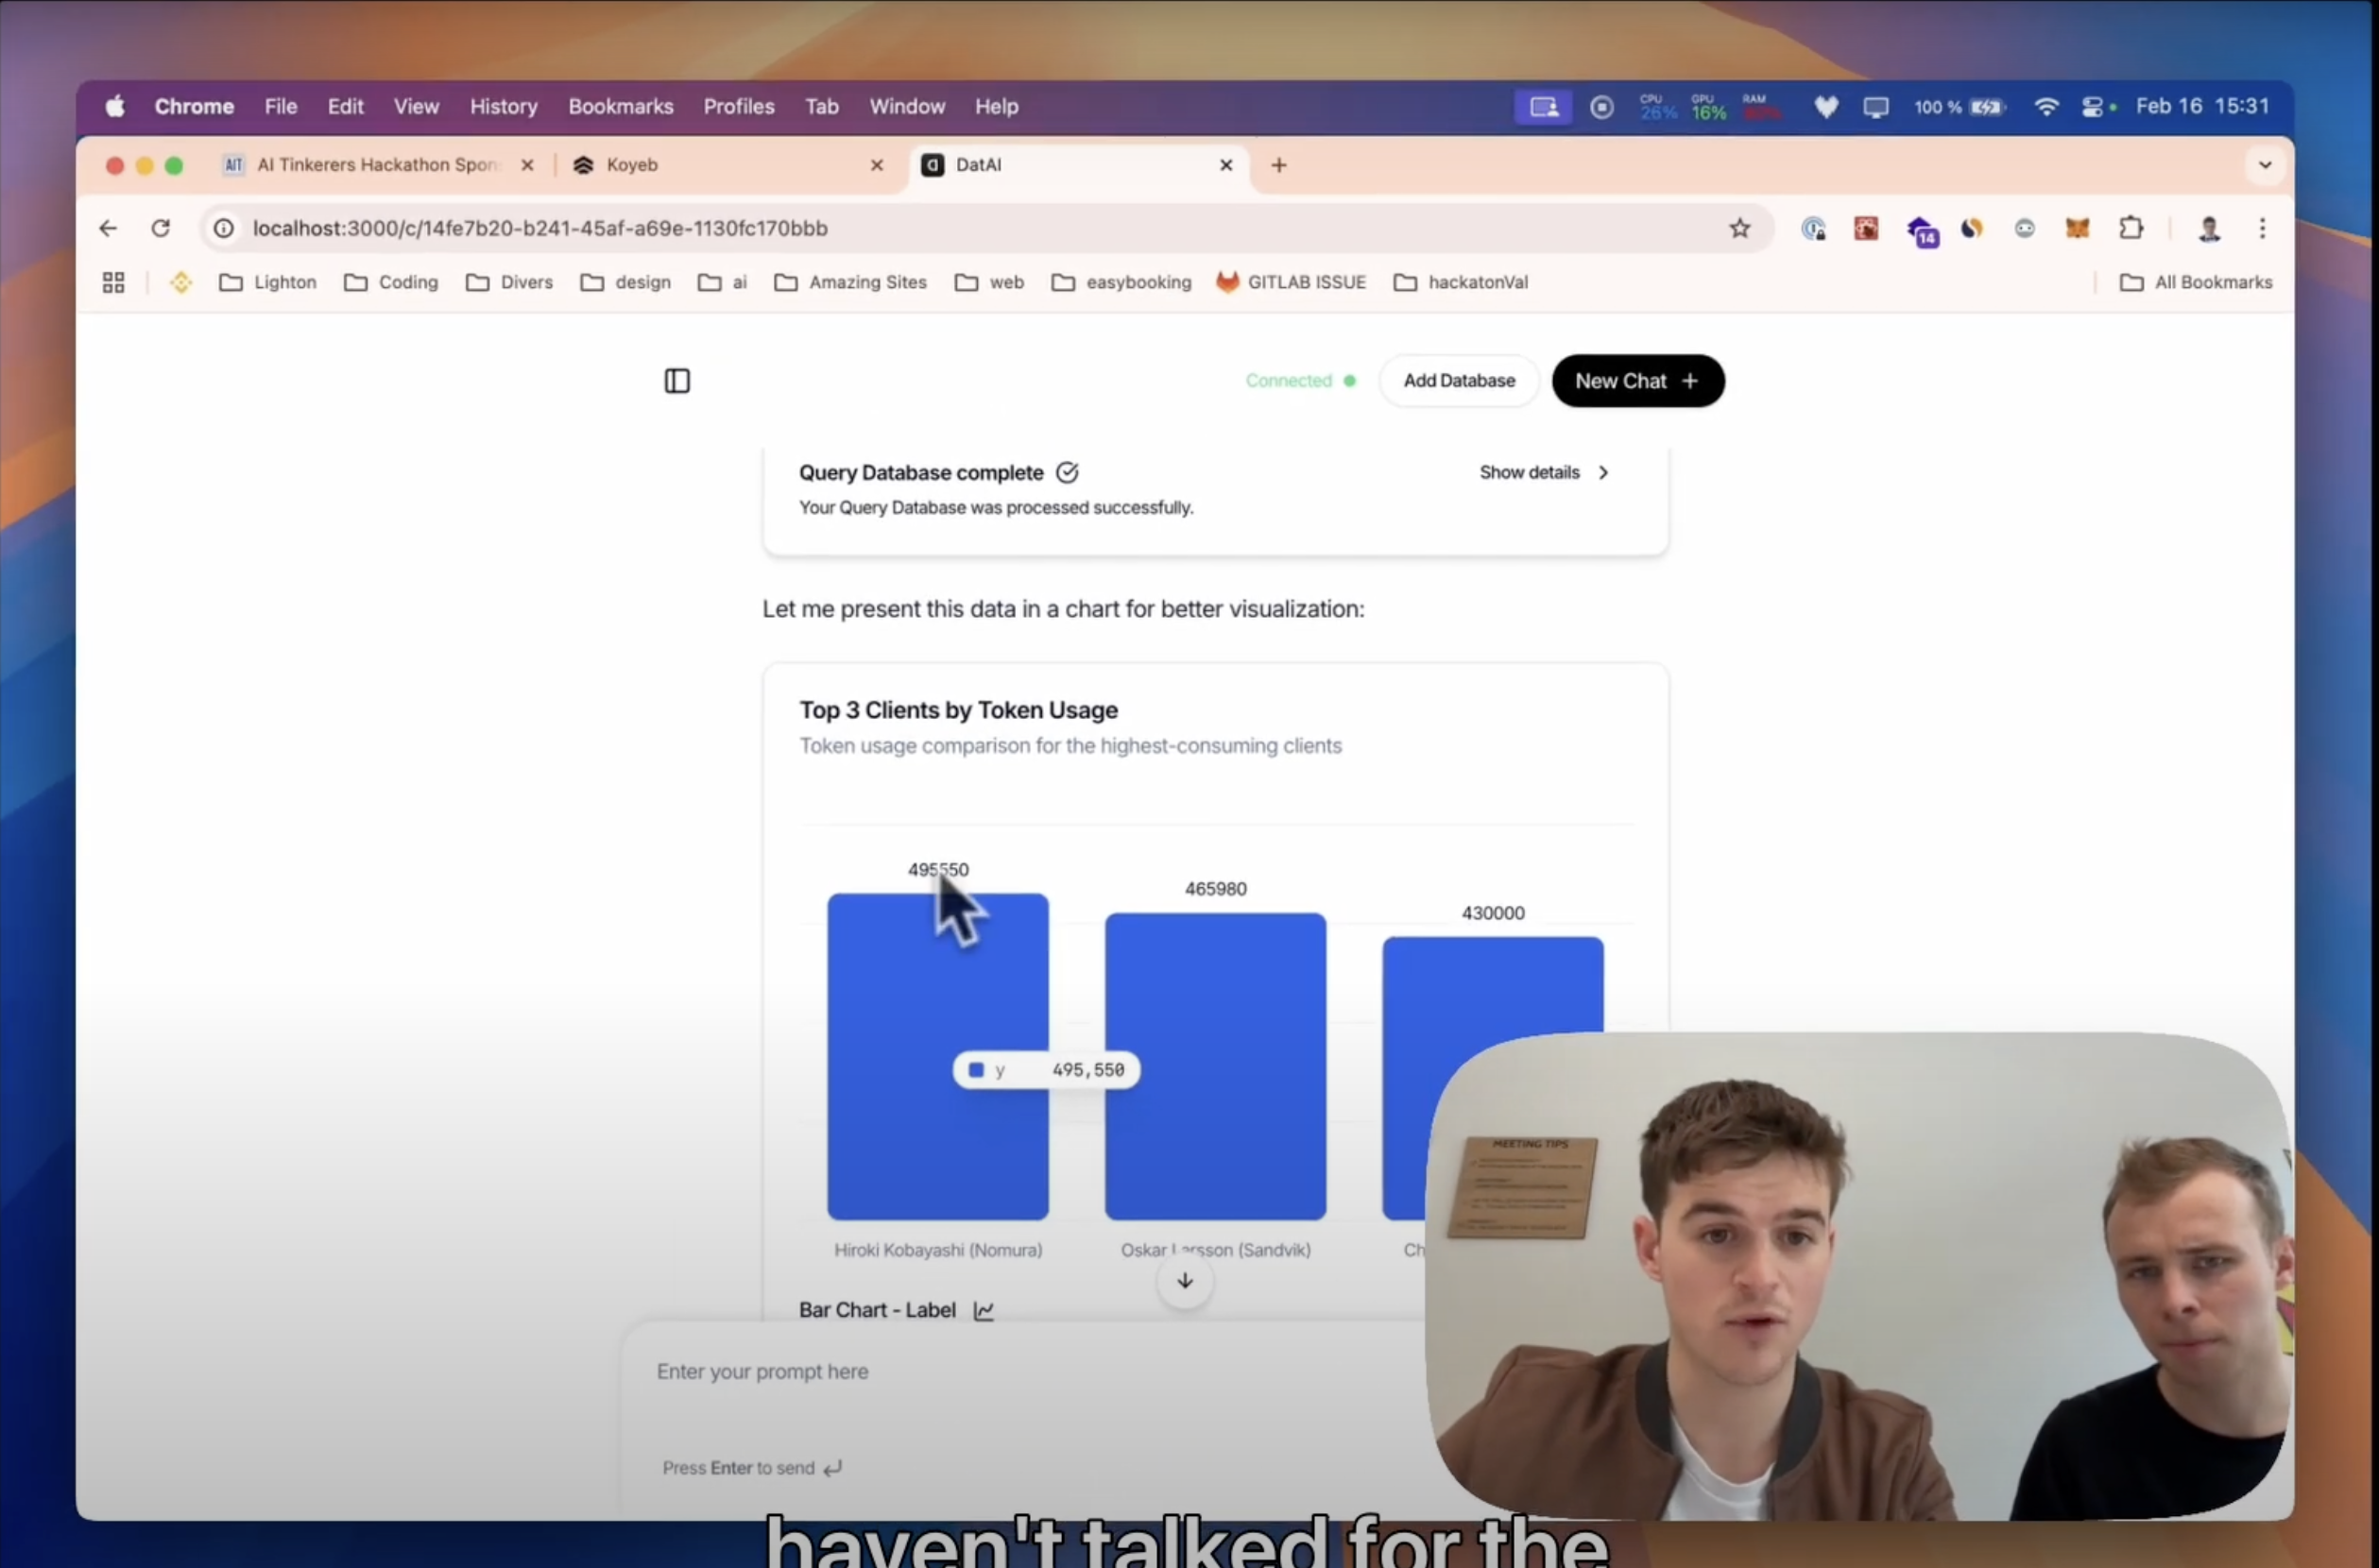 Chrome File Edit View History Bookmarks Profiles Tab Window Help CPU 26% GPU 16% RAM 100 % Feb 16 15:31
AIT AI Tinkerers Hackathon Spon Koyeb DatAI
localhost:3000/c/14fe7b20-b241-45af-a69e-1130fc170bbb 14
Lighton Coding Divers design ai Amazing Sites web easybooking GITLAB ISSUE hackatonVal All Bookmarks
Connected Add Database New Chat +
Query Database complete Show details
Your Query Database was processed successfully.
Let me present this data in a chart for better visualization:
Top 3 Clients by Token Usage
Token usage comparison for the highest-consuming clients
495550
465980
430000
y 495,550
Hiroki Kobayashi (Nomura) Oskar Larsson (Sandvik) Ch
Bar Chart - Label
MEETING TIPS
Enter your prompt here
Press Enter to send
haven't talked for the